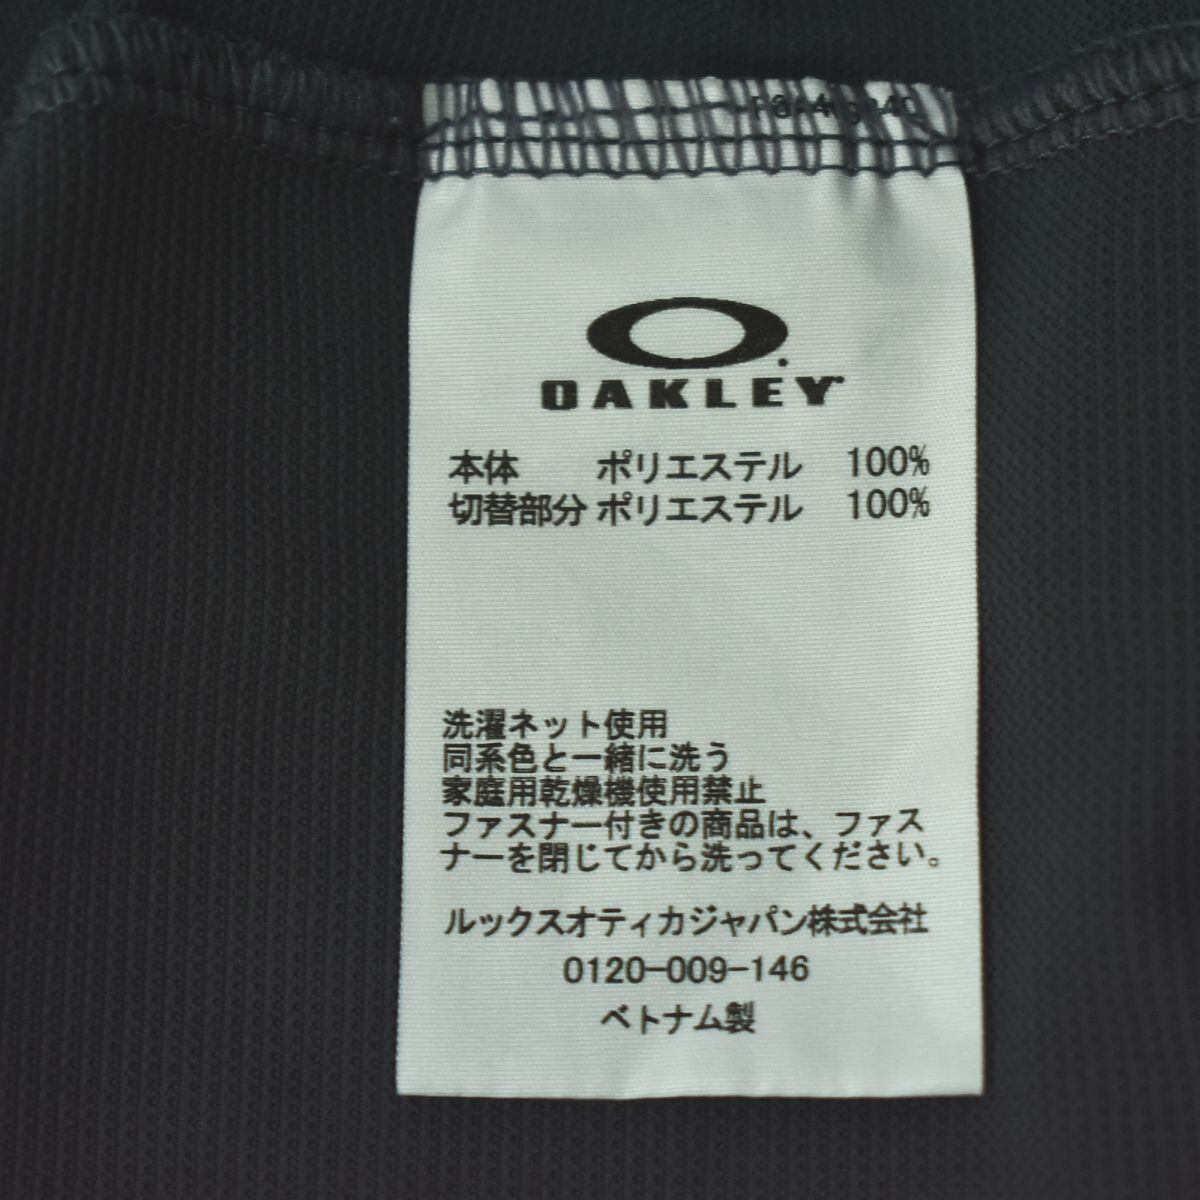 OAKLEY
本体 ポリエステル 100%
切替部分 ポリエステル 100%
洗濯ネット使用
同系色と一緒に洗う
家庭用乾燥機使用禁止
ファスナー付きの商品は、ファス
ナーを閉じてから洗ってください。
ルックスオティカジャパン株式会社
0120-009-146
ベトナム製